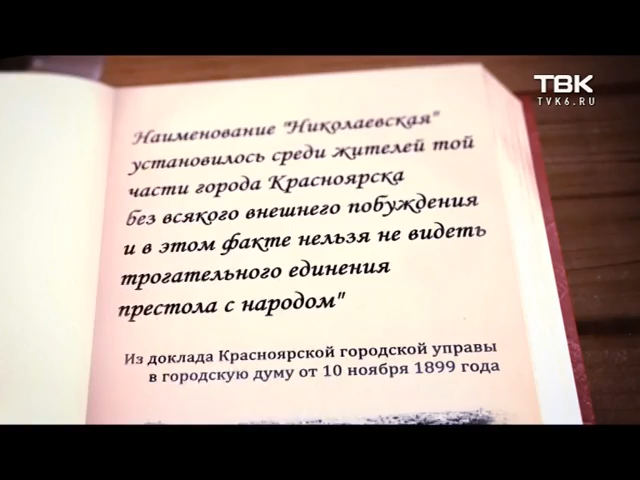 ТВК
TVK6.RU
Наименование "Николаевская"
установилось среди жителей той
части города Красноярска
без всякого внешнего побуждения
и в этом факте нельзя не видеть
трогательного единения
престола с народом"
Из доклада Красноярской городской управы
в городскую думу от 10 ноября 1899 года